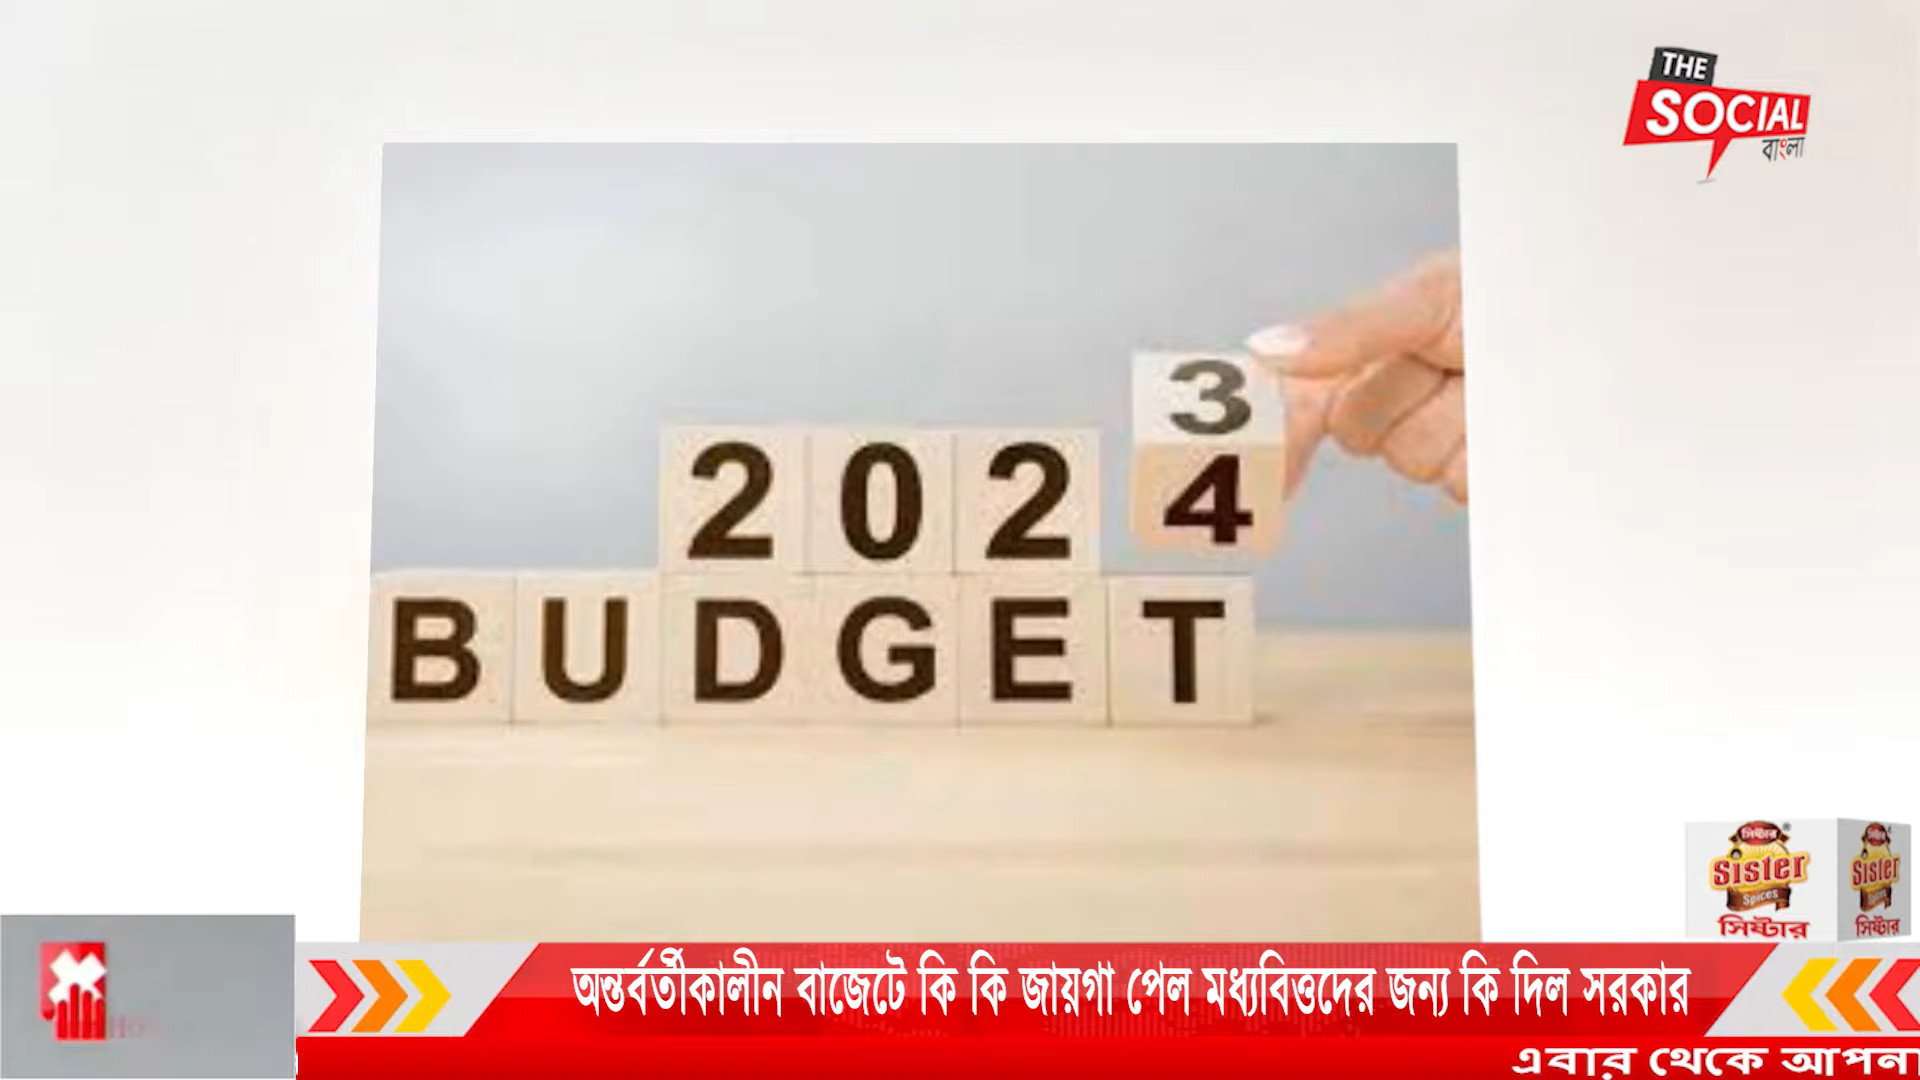 THE
SOCIAL
বাংলা
3
2024
BUDGET
সিষ্টার
Sister
Spices
সিষ্টার
Sister
সিষ্টার
অন্তর্বর্তীকালীন বাজেটে কি কি জায়গা পেল মধ্যবিত্তদের জন্য কি দিল সরকার
এবার থেকে আপনা